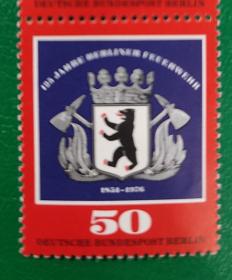 DEUTSCHE BUNDESPOST BERLIN
125 JAHRE BERLINER FEUERWEHR
1851-1976
50
DEUTSCHE BUNDESPOST BERLIN